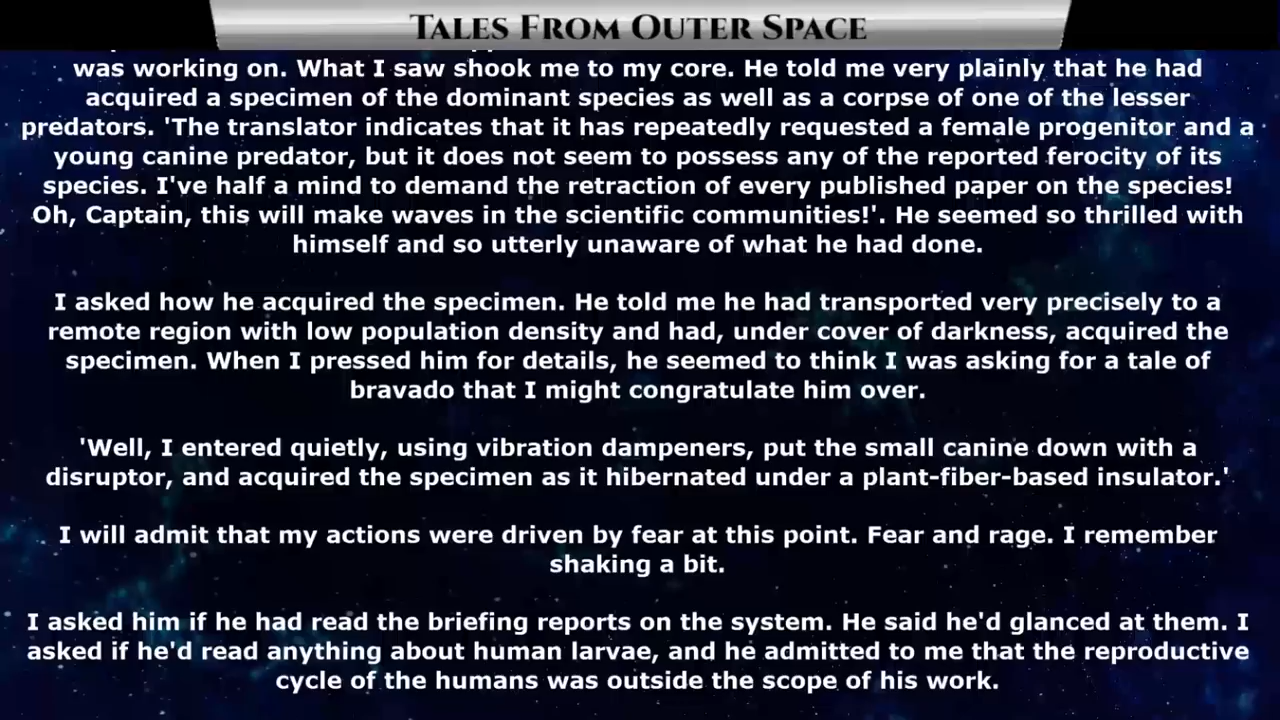 Tales From Outer Space
was working on. What I saw shook me to my core. He told me very plainly that he had
acquired a specimen of the dominant species as well as a corpse of one of the lesser
predators. 'The translator indicates that it has repeatedly requested a female progenitor and a
young canine predator, but it does not seem to possess any of the reported ferocity of its
species. I've half a mind to demand the retraction of every published paper on the species!
Oh, Captain, this will make waves in the scientific communities!'. He seemed so thrilled with
himself and so utterly unaware of what he had done.
I asked how he acquired the specimen. He told me he had transported very precisely to a
remote region with low population density and had, under cover of darkness, acquired the
specimen. When I pressed him for details, he seemed to think I was asking for a tale of
bravado that I might congratulate him over.
'Well, I entered quietly, using vibration dampeners, put the small canine down with a
disruptor, and acquired the specimen as it hibernated under a plant-fiber-based insulator.'
I will admit that my actions were driven by fear at this point. Fear and rage. I remember
shaking a bit.
I asked him if he had read the briefing reports on the system. He said he'd glanced at them. I
asked if he'd read anything about human larvae, and he admitted to me that the reproductive
cycle of the humans was outside the scope of his work.